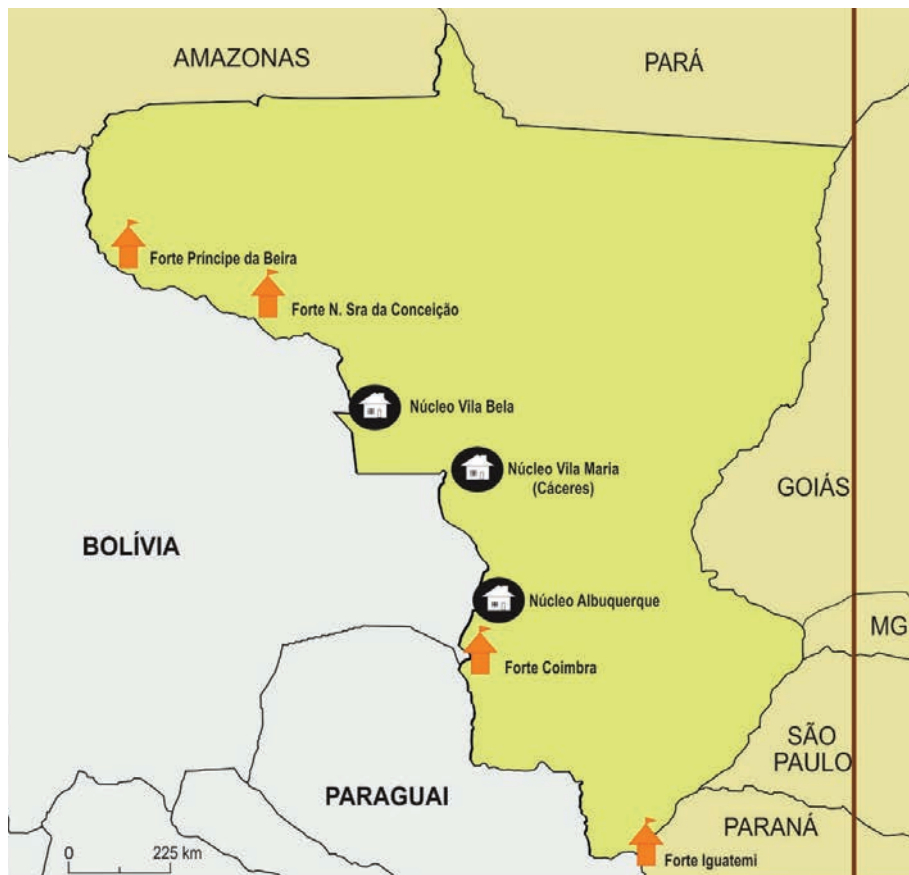 AMAZONAS
PARÁ
Forte Príncipe da Beira
Forte N. Sra da Conceição
Núcleo Vila Bela
Núcleo Vila Maria
(Cáceres)
GOIÁS
BOLÍVIA
Núcleo Albuquerque
MG
Forte Coimbra
SÃO
PAULO
PARAGUAI
PARANÁ
0 225 km
Forte Iguatemi